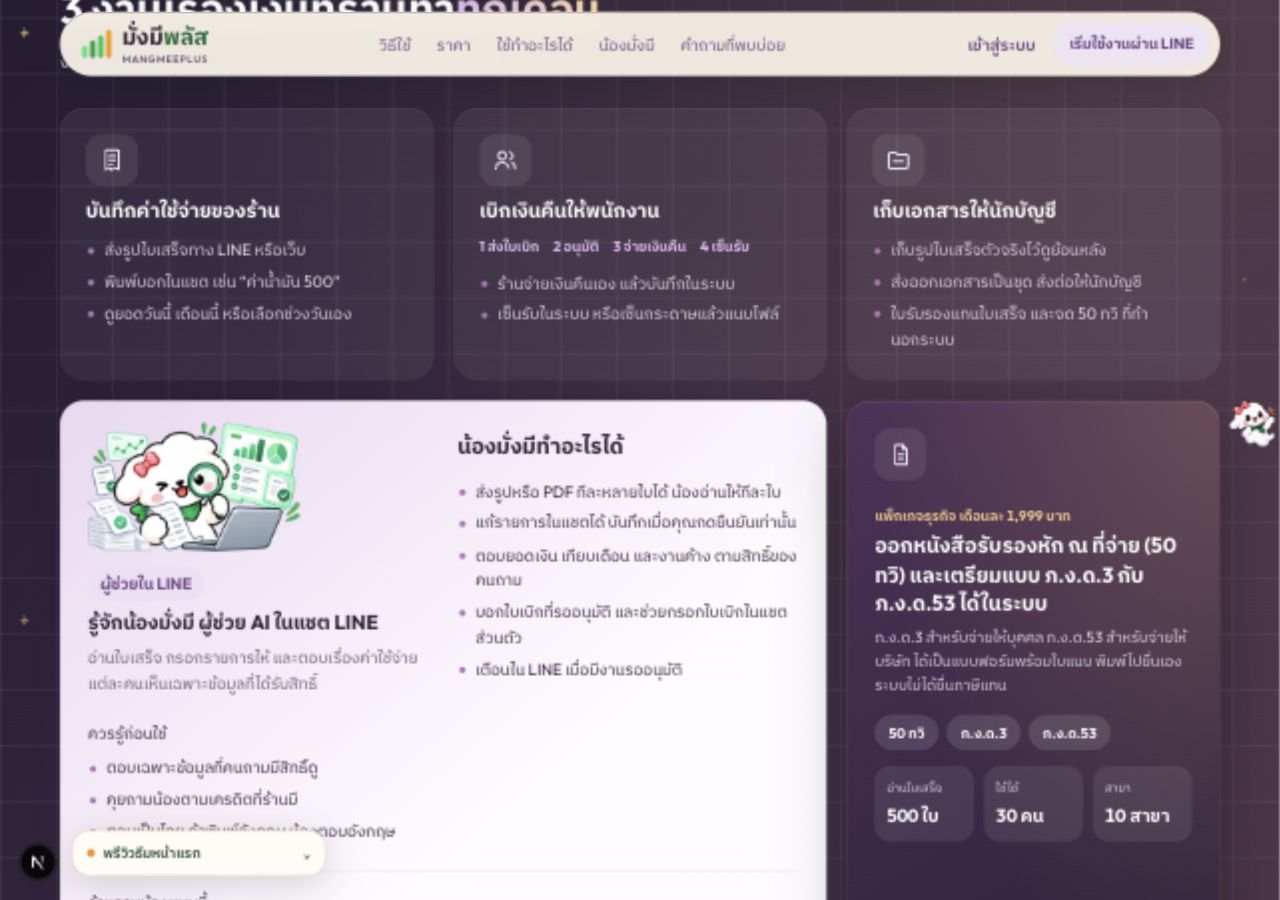 3 งานเรื่องเงินที่ร้านทำทุกเดือน
มั่งมีพลัส
MANGMEEPLUS
วิธีใช้
ราคา
ใช้ทำอะไรได้
น้องมั่งมี
คำถามที่พบบ่อย
เข้าสู่ระบบ
เริ่มใช้งานผ่าน LINE
บันทึกค่าใช้จ่ายของร้าน
ส่งรูปใบเสร็จทาง LINE หรือเว็บ
พิมพ์บอกในแชต เช่น “ค่าน้ำมัน 500”
ดูยอดวันนี้ เดือนนี้ หรือเลือกช่วงวันเอง
เบิกเงินคืนให้พนักงาน
1 ส่งใบเบิก 2 อนุมัติ 3 จ่ายเงินคืน 4 เซ็นรับ
ร้านจ่ายเงินคืนเอง แล้วบันทึกในระบบ
เซ็นรับในระบบ หรือเซ็นกระดาษแล้วแนบไฟล์
เก็บเอกสารให้นักบัญชี
เก็บรูปใบเสร็จตัวจริงไว้ดูย้อนหลัง
ส่งออกเอกสารเป็นชุด ส่งต่อให้นักบัญชี
ใบรับรองแทนใบเสร็จ และจด 50 ทวิ ที่ทำ
นอกระบบ
ผู้ช่วยใน LINE
รู้จักน้องมั่งมี ผู้ช่วย AI ในแชต LINE
อ่านใบเสร็จ กรอกรายการให้ และตอบเรื่องค่าใช้จ่าย
แต่ละคนเห็นเฉพาะข้อมูลที่ได้รับสิทธิ์
ควรรู้ก่อนใช้
ตอบเฉพาะข้อมูลที่คนถามมีสิทธิ์ดู
คุยถามน้องตามเครดิตที่ร้านมี
น้องตอบอังกฤษ
พรีวิวธีมหน้าแรก
น้องมั่งมีทำอะไรได้
ส่งรูปหรือ PDF ทีละหลายใบได้ น้องอ่านให้ทีละใบ
แก้รายการในแชตได้ บันทึกเมื่อคุณกดยืนยันเท่านั้น
ตอบยอดเงิน เทียบเดือน และงานค้าง ตามสิทธิ์ของ
คนถาม
บอกใบเบิกที่รออนุมัติ และช่วยกรอกใบเบิกในแชต
ส่วนตัว
เตือนใน LINE เมื่อมีงานรออนุมัติ
แพ็กเกจธุรกิจ เดือนละ 1,999 บาท
ออกหนังสือรับรองหัก ณ ที่จ่าย (50
ทวิ) และเตรียมแบบ ภ.ง.ด.3 กับ
ภ.ง.ด.53 ได้ในระบบ
ภ.ง.ด.3 สำหรับจ่ายให้บุคคล ภ.ง.ด.53 สำหรับจ่ายให้
บริษัท ได้เป็นแบบฟอร์มพร้อมใบแนบ พิมพ์ไปยื่นเอง
ระบบไม่ได้ยื่นภาษีแทน
50 ทวิ
ภ.ง.ด.3
ภ.ง.ด.53
อ่านใบเสร็จ
500 ใบ
ใช้ได้
30 คน
สาขา
10 สาขา